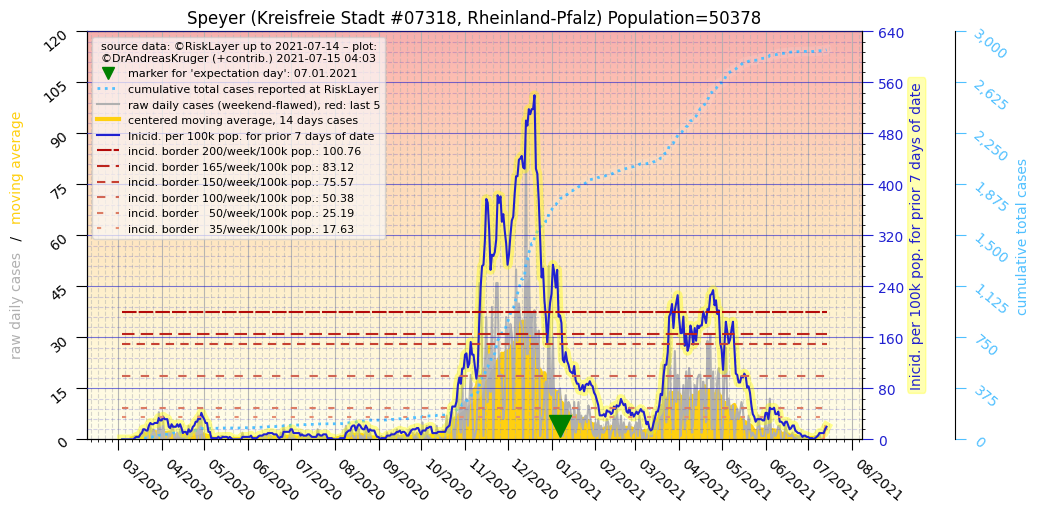 Speyer (Kreisfreie Stadt #07318, Rheinland-Pfalz) Population=50378
source data: ©RiskLayer up to 2021-07-14 – plot:
©DrAndreasKruger (+contrib.) 2021-07-15 04:03
marker for 'expectation day': 07.01.2021
cumulative total cases reported at RiskLayer
raw daily cases (weekend-flawed), red: last 5
centered moving average, 14 days cases
Inicid. per 100k pop. for prior 7 days of date
incid. border 200/week/100k pop.: 100.76
incid. border 165/week/100k pop.: 83.12
incid. border 150/week/100k pop.: 75.57
incid. border 100/week/100k pop.: 50.38
incid. border 50/week/100k pop.: 25.19
incid. border 35/week/100k pop.: 17.63
raw daily cases / moving average
120
105
90
75
60
45
30
15
0
03/2020
04/2020
05/2020
06/2020
07/2020
08/2020
09/2020
10/2020
11/2020
12/2020
01/2021
02/2021
03/2021
04/2021
05/2021
06/2021
07/2021
08/2021
640
560
480
400
320
240
160
80
0
Inicid. per 100k pop. for prior 7 days of date
3,000
2,625
2,250
1,875
1,500
1,125
750
375
0
cumulative total cases